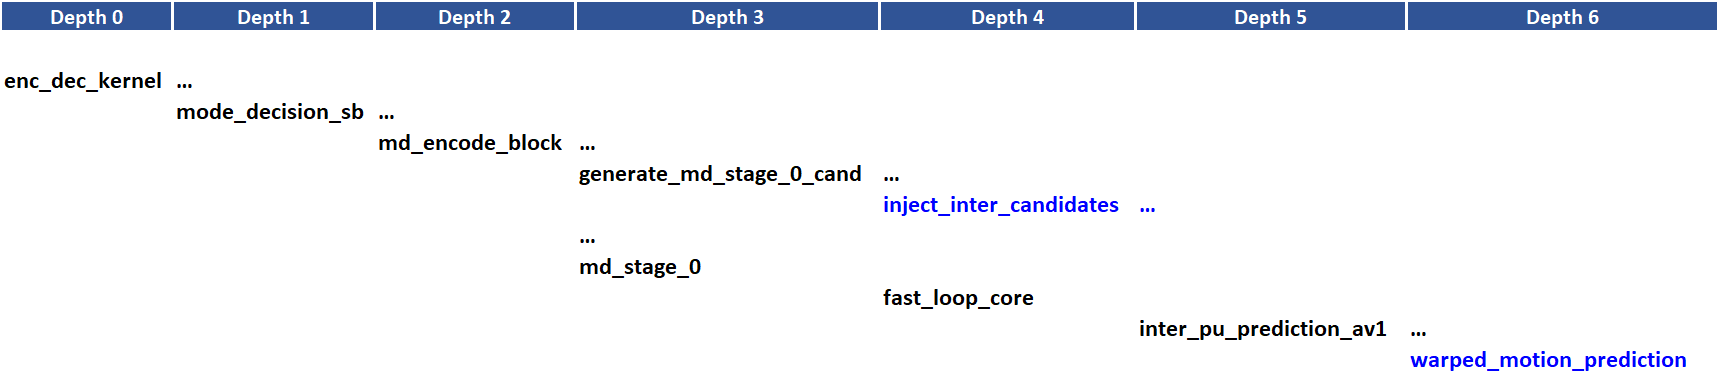 Depth 0 Depth 1 Depth 2 Depth 3 Depth 4 Depth 5 Depth 6
enc_dec_kernel ...
mode_decision_sb ...
md_encode_block ...
generate_md_stage_0_cand ...
inject_inter_candidates ...
...
md_stage_0
fast_loop_core
inter_pu_prediction_av1 ...
warped_motion_prediction